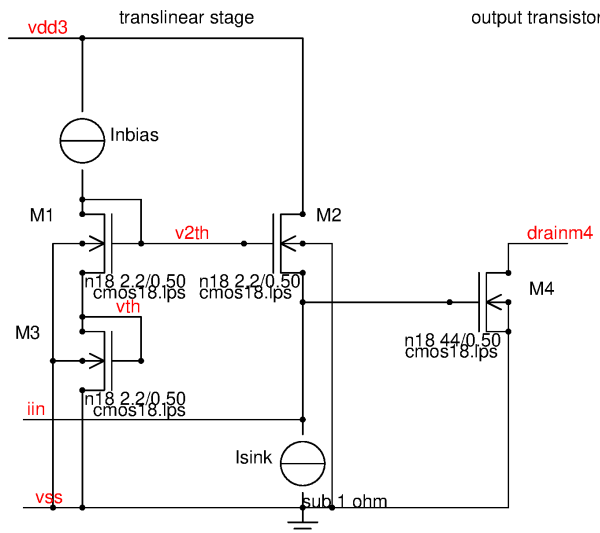 translinear stage
output transistor
vdd3
Inbias
M1
v2th
M2
drainm4
n18 2.2/0.50
cmos18.lps
n18 2.2/0.50
cmos18.lps
M4
vth
M3
n18 44/0.50
cmos18.lps
n18 2.2/0.50
cmos18.lps
iin
Isink
vss
sub 1 ohm